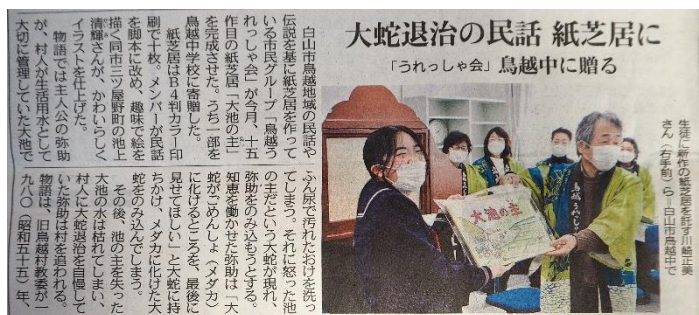 大蛇退治の民話 紙芝居に
「うれっしゃ会」鳥越中に贈る
生徒に新作の紙芝居を託す川崎正美
さん(右手前)ら=白山市鳥越中で
大池の主
白山市鳥越地域の民話や
伝説を基に紙芝居を作って
いる市民グループ「鳥越う
れっしゃ会」が今月、十五
作目の紙芝居「大池の主」
を完成させた。うち一部を
鳥越中学校に寄贈した。
紙芝居はB4判カラー印
刷で十枚。メンバーが民話
を脚本に改め、趣味で絵を
描く同市三ツ屋野町の池上
清輝さんが、かわいらしく
イラストを仕上げた。
物語では主人公の弥助
が、村人が生活用水として
大切に管理していた大池で
ふん尿で汚れたおけを洗っ
てしまう。それに怒った池
の主だという大蛇が現れ、
弥助をのみ込もうとする。
知恵を働かせた弥助は「大
蛇がごめんしょ(メダカ)
に化けるところを、最後に
見せてほしい」と大蛇に持
ちかけ、メダカに化けた大
蛇をのみ込んでしまう。
その後、池の主を失った
大池の水は枯れてしまい、
村人に大蛇退治を自慢して
いた弥助は村を追われる。
物語は、旧鳥越村教委が一
九八〇(昭和五十五)年、